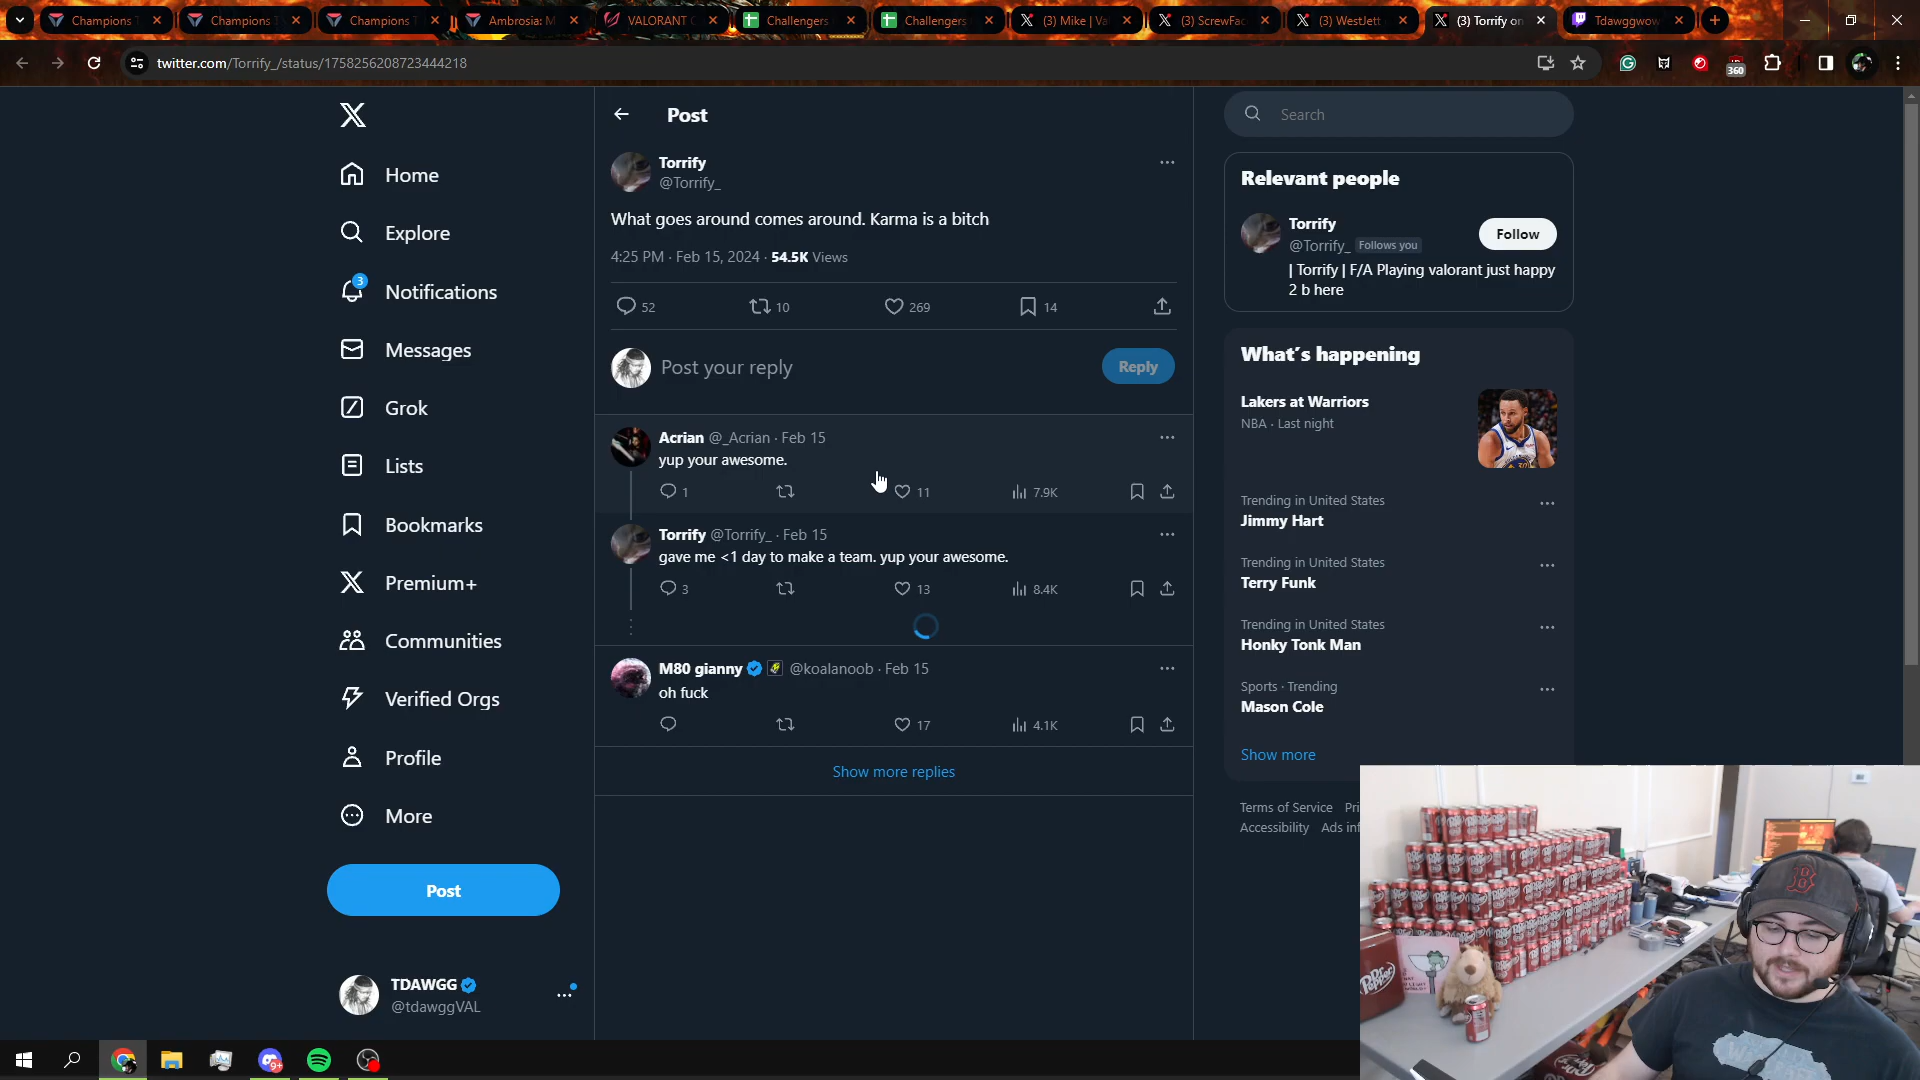 Champions T
Champions T
Champions T
Ambrosia: M
VALORANT C
Challengers
Challengers
(3) Mike | Va
(3) ScrewFac
(3) WestJett
(3) Torrify on
Tdawggwow
twitter.com/Torrify_/status/1758256208723444218
360
Home
Explore
3
Notifications
Messages
Grok
Lists
Bookmarks
Premium+
Communities
Verified Orgs
Profile
More
Post
TDAWGG
@tdawggVAL
Post
Torrify
@Torrify_
What goes around comes around. Karma is a bitch
4:25 PM · Feb 15, 2024 · 54.5K Views
52
10
269
14
Post your reply
Reply
Acrian @_Acrian · Feb 15
yup your awesome.
1
11
7.9K
Torrify @Torrify_ · Feb 15
gave me <1 day to make a team. yup your awesome.
3
13
8.4K
M80 gianny @koalanoob · Feb 15
oh fuck
17
4.1K
Show more replies
Search
Relevant people
Torrify
Follow
@Torrify_ Follows you
| Torrify | F/A Playing valorant just happy
2 b here
What's happening
Lakers at Warriors
NBA · Last night
Trending in United States
Jimmy Hart
Trending in United States
Terry Funk
Trending in United States
Honky Tonk Man
Sports · Trending
Mason Cole
Show more
Terms of Service Pri
Accessibility Ads inf
Dr Pepper
B
9+